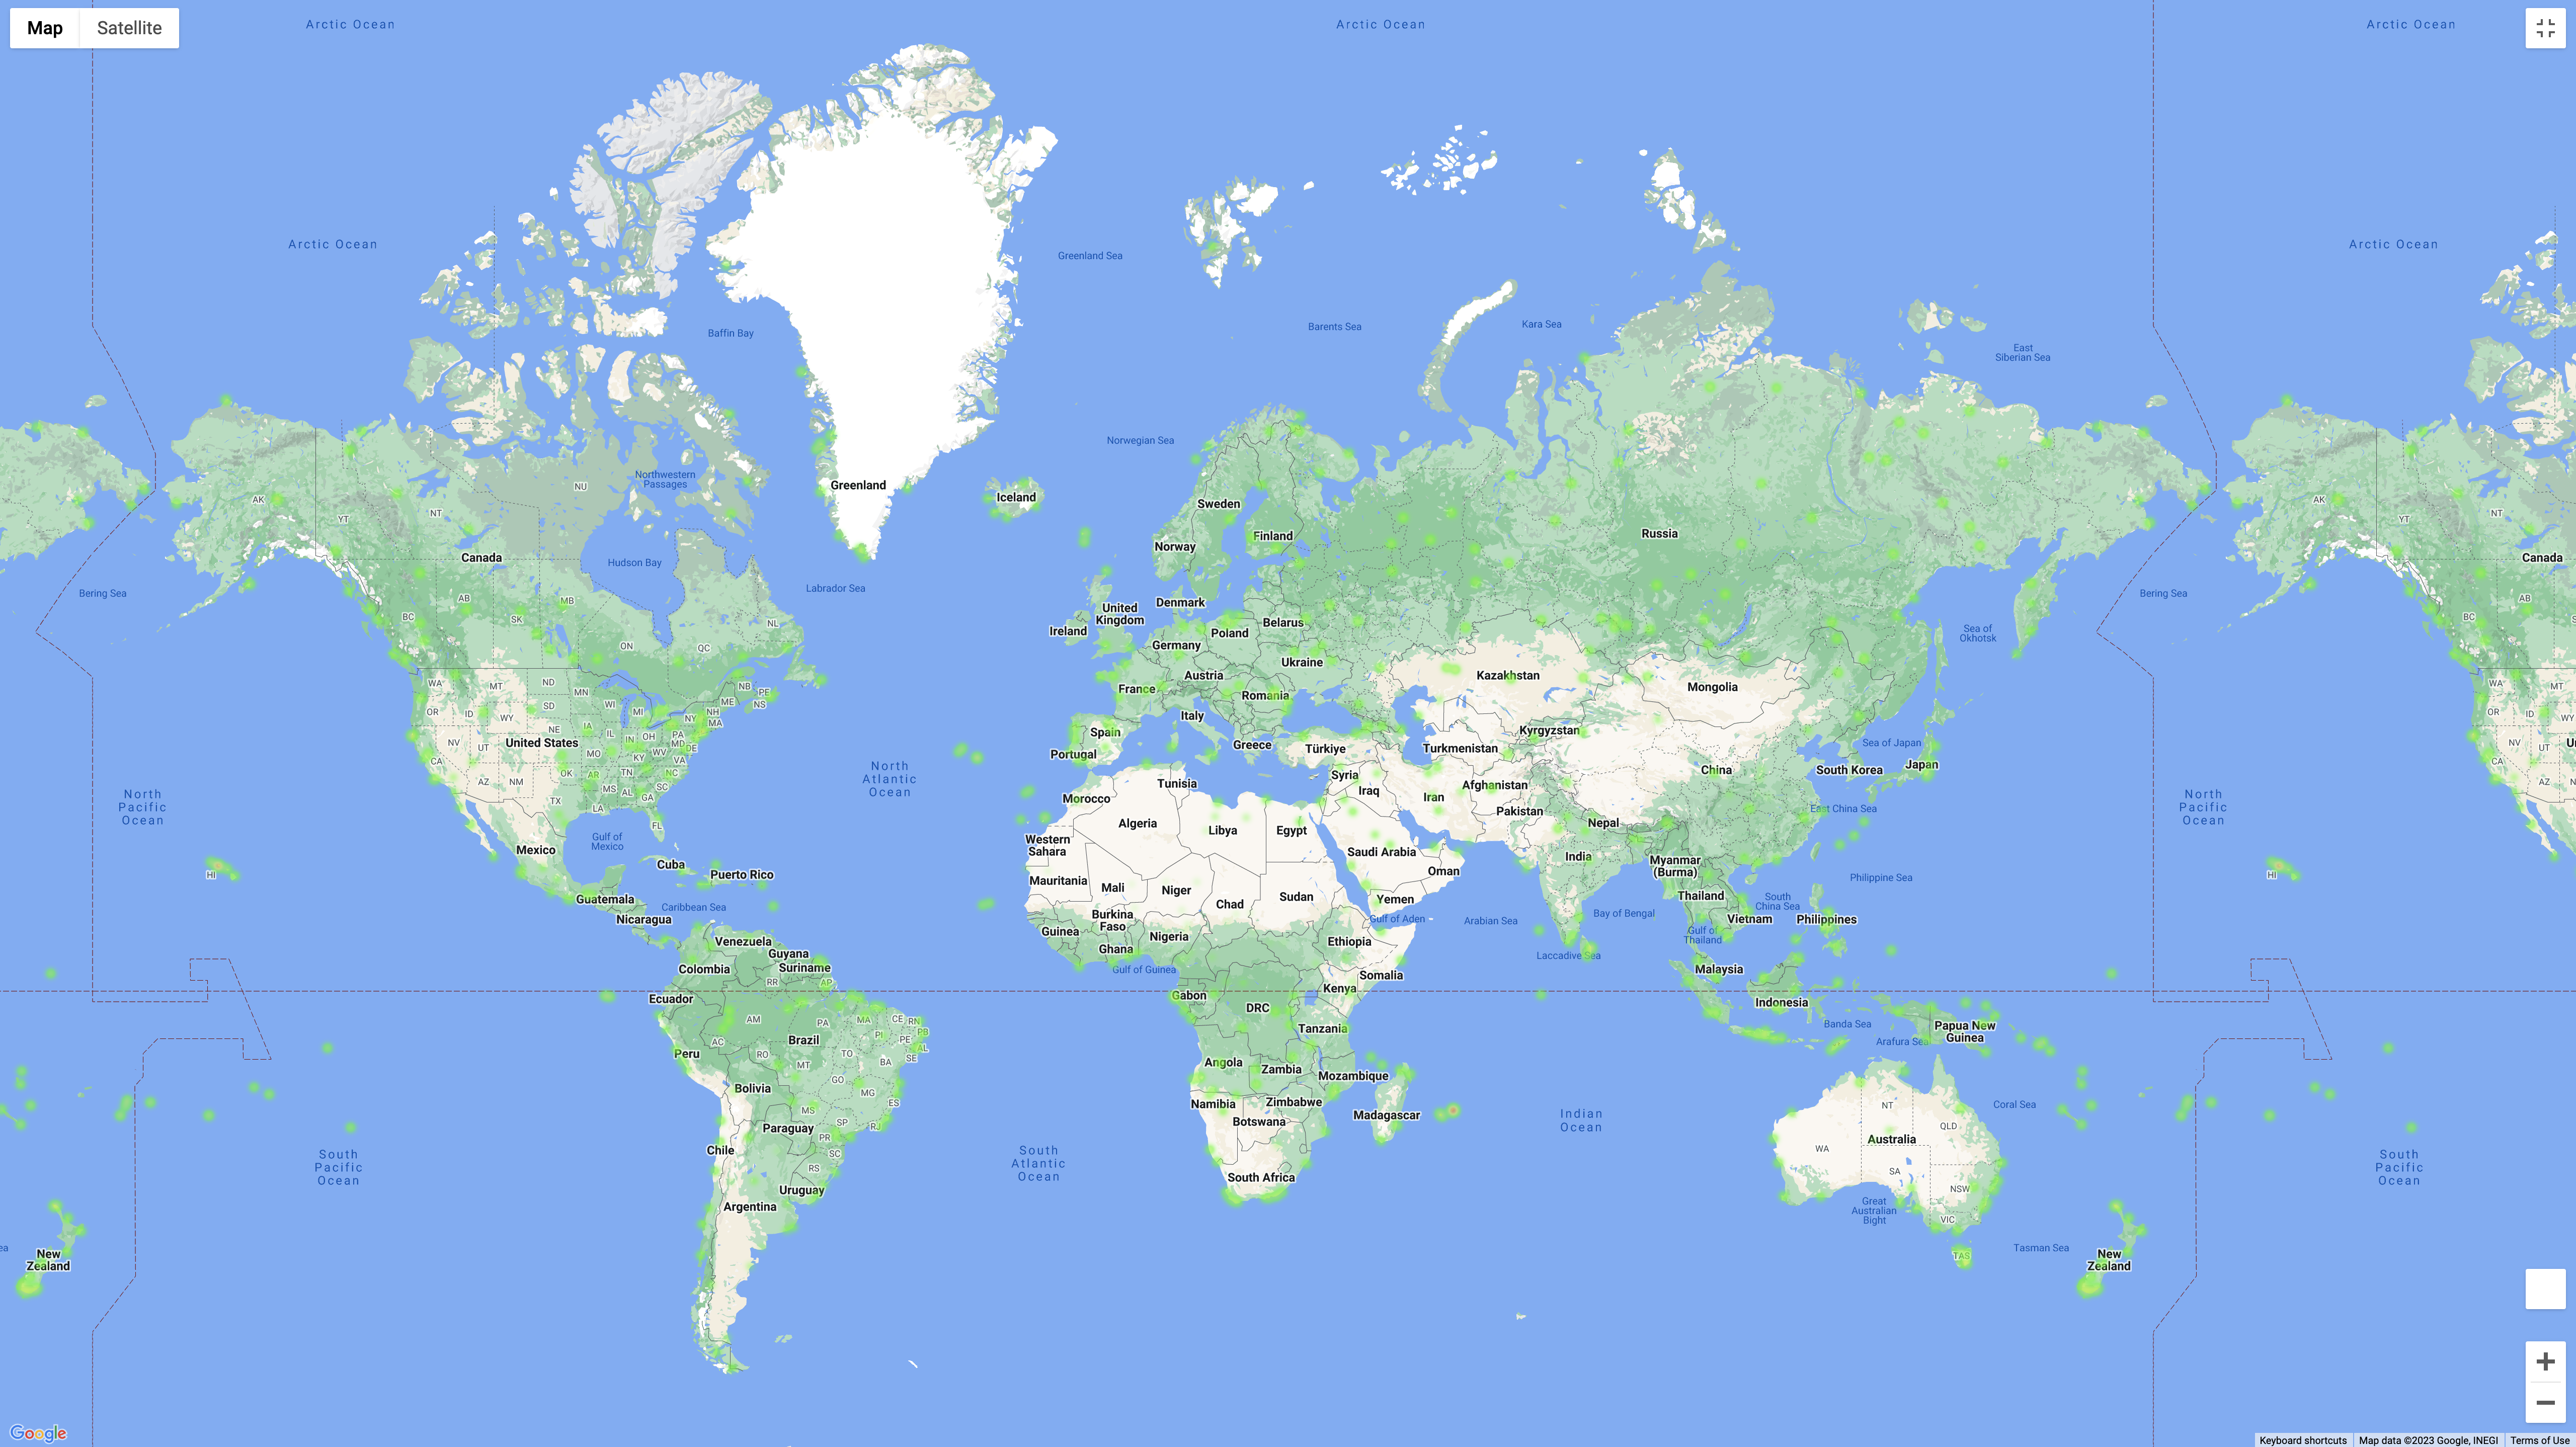 Map Satellite
Arctic Ocean
Arctic Ocean
Arctic Ocean
Arctic Ocean
Arctic Ocean
Greenland Sea
Baffin Bay
Barents Sea
Kara Sea
East
Siberian Sea
Norwegian Sea
Northwestern
Passages
Greenland
Iceland
NU
AK
YT
NT
AK
NT
YT
Sweden
Finland
Norway
Russia
Canada
Canada
Hudson Bay
Labrador Sea
Bering Sea
Bering Sea
AB
MB
SK
BC
ON
QC
NL
AB
BC
Denmark
United
Kingdom
Ireland
Belarus
Poland
Germany
Ukraine
Austria
France
Romania
Italy
Spain
Portugal
Greece
Türkiye
Kazakhstan
Mongolia
Kyrgyzstan
Turkmenistan
Sea of
Okhotsk
Sea of Japan
China
South Korea
Japan
WA
MT
ND
MN
NB
PE
NS
ME
OR
ID
WY
SD
WI
MI
NH
MA
NY
NE
IA
IL
IN
OH
PA
MD
DE
NV
UT
United States
MO
KY
WV
VA
CA
AZ
NM
OK
AR
TN
NC
SC
TX
LA
MS
AL
GA
FL
WA
MT
OR
ID
WY
NV
UT
CA
AZ
North
Pacific
Ocean
North
Atlantic
Ocean
North
Pacific
Ocean
Tunisia
Morocco
Syria
Iraq
Iran
Afghanistan
Pakistan
Nepal
East China Sea
Gulf of
Mexico
Mexico
Cuba
Puerto Rico
HI
HI
Algeria
Libya
Egypt
Western
Sahara
Saudi Arabia
India
Oman
Myanmar
(Burma)
Philippine Sea
Mauritania
Mali
Niger
Chad
Sudan
Yemen
Thailand
Guatemala
Nicaragua
Caribbean Sea
Burkina
Faso
Guinea
Ghana
Nigeria
Gulf of Aden
Arabian Sea
Bay of Bengal
South
China Sea
Vietnam
Philippines
Gulf of
Thailand
Ethiopia
Laccadive Sea
Gulf of Guinea
Somalia
Malaysia
Venezuela
Guyana
Suriname
Colombia
RR
AP
Ecuador
Gabon
Kenya
DRC
Indonesia
Tanzania
Banda Sea
Papua New
Guinea
Arafura Sea
AM
PA
MA
CE
RN
PB
PI
PE
AL
SE
AC
RO
TO
BA
Brazil
Peru
MT
GO
MG
ES
Bolivia
MS
SP
RJ
Paraguay
PR
SC
RS
Chile
Uruguay
Argentina
Angola
Zambia
Mozambique
Namibia
Zimbabwe
Botswana
Madagascar
South Africa
Indian
Ocean
NT
Coral Sea
QLD
Australia
WA
SA
NSW
VIC
TAS
Great
Australian
Bight
Tasman Sea
South
Pacific
Ocean
South
Atlantic
Ocean
South
Pacific
Ocean
New
Zealand
New
Zealand
Google
Keyboard shortcuts Map data ©2023 Google, INEGI Terms of Use